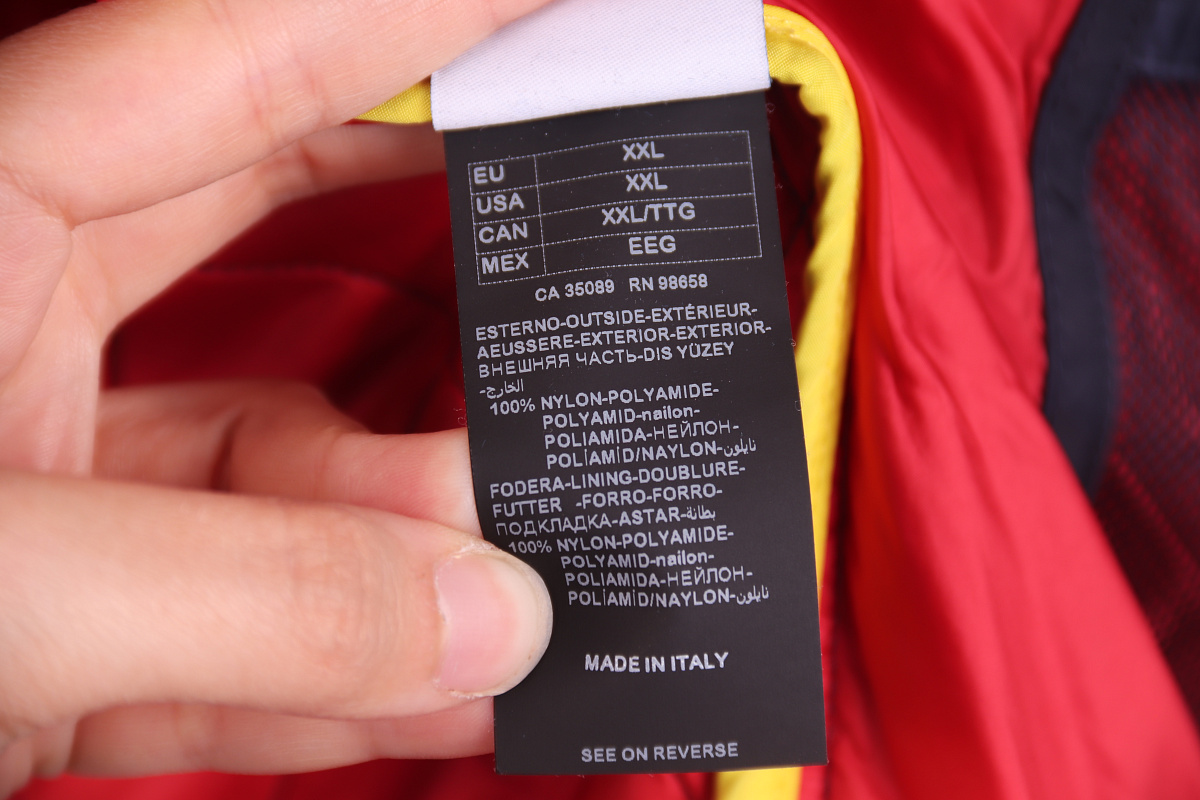 EU XXL
USA XXL
CAN XXL/TTG
MEX EEG
CA 35089 RN 98658
ESTERNO-OUTSIDE-EXTÉRIEUR-
AEUSSERE-EXTERIOR-EXTERIOR-
ВНЕШНЯЯ ЧАСТЬ-DIS YÜZEY
-الخارج
100% NYLON-POLYAMIDE-
POLYAMID-nailon-
POLIAMIDA-НЕЙЛОН-
POLİAMİD/NAYLON-نايلون
FODERA-LINING-DOUBLURE-
FUTTER -FORRO-FORRO-
ПОДКЛАДКА-ASTAR-بطانة
100% NYLON-POLYAMIDE-
POLYAMID-nailon-
POLIAMIDA-НЕЙЛОН-
POLİAMİD/NAYLON-نايلون
MADE IN ITALY
SEE ON REVERSE